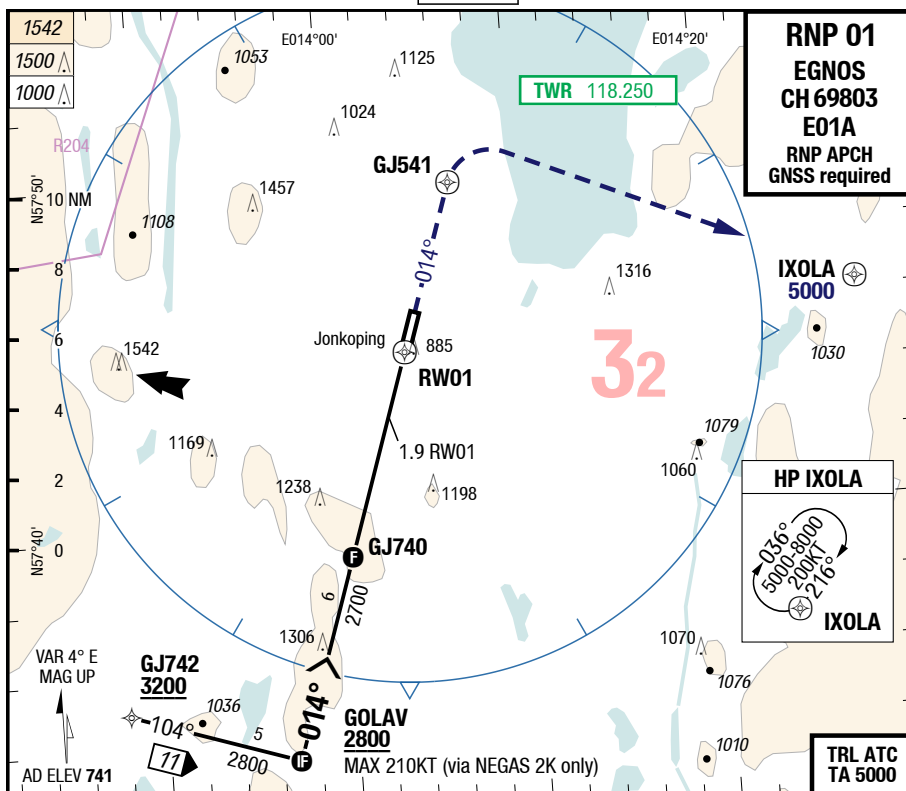 1542
1500
1000
1053
E014°00'
1125
E014°20'
TWR 118.250
RNP 01
EGNOS
CH 69803
E01A
RNP APCH
GNSS required
1024
R204
GJ541
N57°50'
10 NM
1457
1108
014°
8
1316
IXOLA
5000
6
Jonkoping
885
RW01
32
1030
1542
4
1169
1.9 RW01
1079
1060
2
1238
1198
HP IXOLA
036°
5000-8000
200KT
216°
IXOLA
N57°40'
0
F
GJ740
6
2700
1306
1070
1076
VAR 4° E
MAG UP
GJ742
3200
1036
104°
5
2800
11
014°
IF
GOLAV
2800
MAX 210KT (via NEGAS 2K only)
1010
AD ELEV 741
TRL ATC
TA 5000